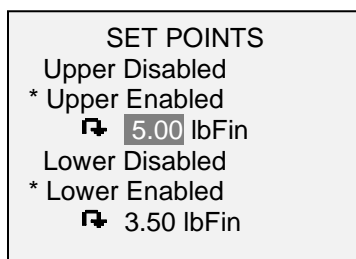 SET POINTS
Upper Disabled
* Upper Enabled
5.00 lbFin
Lower Disabled
* Lower Enabled
3.50 lbFin